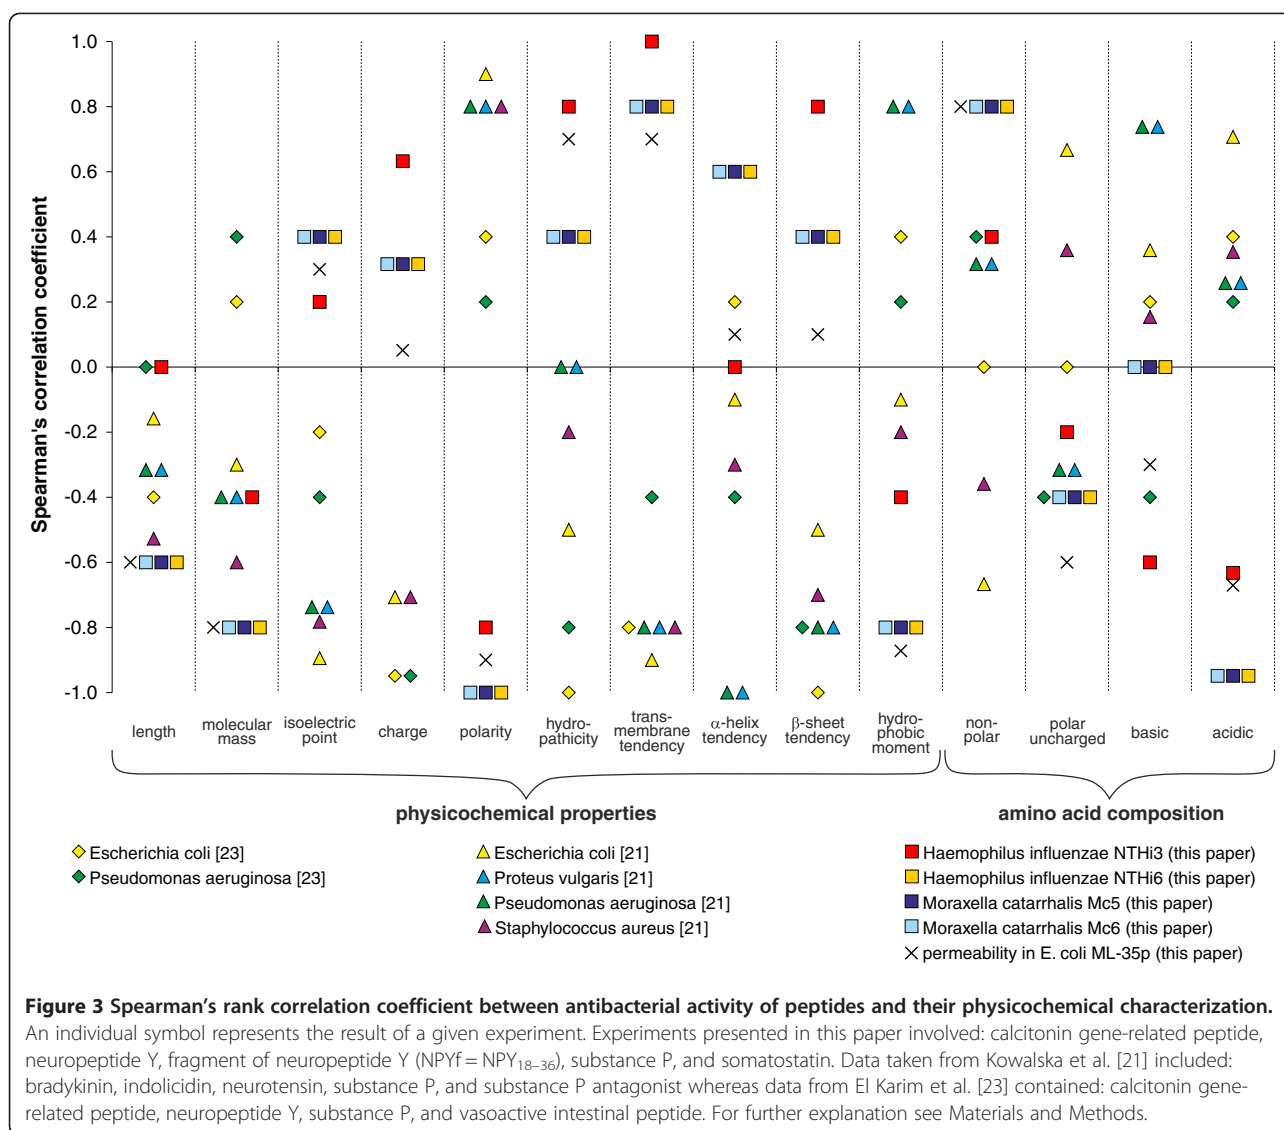 1.0
0.8
0.6
0.4
0.2
0.0
-0.2
-0.4
-0.6
-0.8
-1.0
Spearman's correlation coefficient
length
molecular
mass
isoelectric
point
charge
polarity
hydro-
pathicity
trans-
membrane
tendency
α-helix
tendency
β-sheet
tendency
hydro-
phobic
moment
non-
polar
polar
uncharged
basic
acidic
physicochemical properties
amino acid composition
Escherichia coli [23]
Pseudomonas aeruginosa [23]
Escherichia coli [21]
Proteus vulgaris [21]
Pseudomonas aeruginosa [21]
Staphylococcus aureus [21]
Haemophilus influenzae NTHi3 (this paper)
Haemophilus influenzae NTHi6 (this paper)
Moraxella catarrhalis Mc5 (this paper)
Moraxella catarrhalis Mc6 (this paper)
permeability in E. coli ML-35p (this paper)
Figure 3 Spearman's rank correlation coefficient between antibacterial activity of peptides and their physicochemical characterization.
An individual symbol represents the result of a given experiment. Experiments presented in this paper involved: calcitonin gene-related peptide,
neuropeptide Y, fragment of neuropeptide Y (NPYf = NPY18–36), substance P, and somatostatin. Data taken from Kowalska et al. [21] included:
bradykinin, indolicidin, neurotensin, substance P, and substance P antagonist whereas data from El Karim et al. [23] contained: calcitonin gene-
related peptide, neuropeptide Y, substance P, and vasoactive intestinal peptide. For further explanation see Materials and Methods.